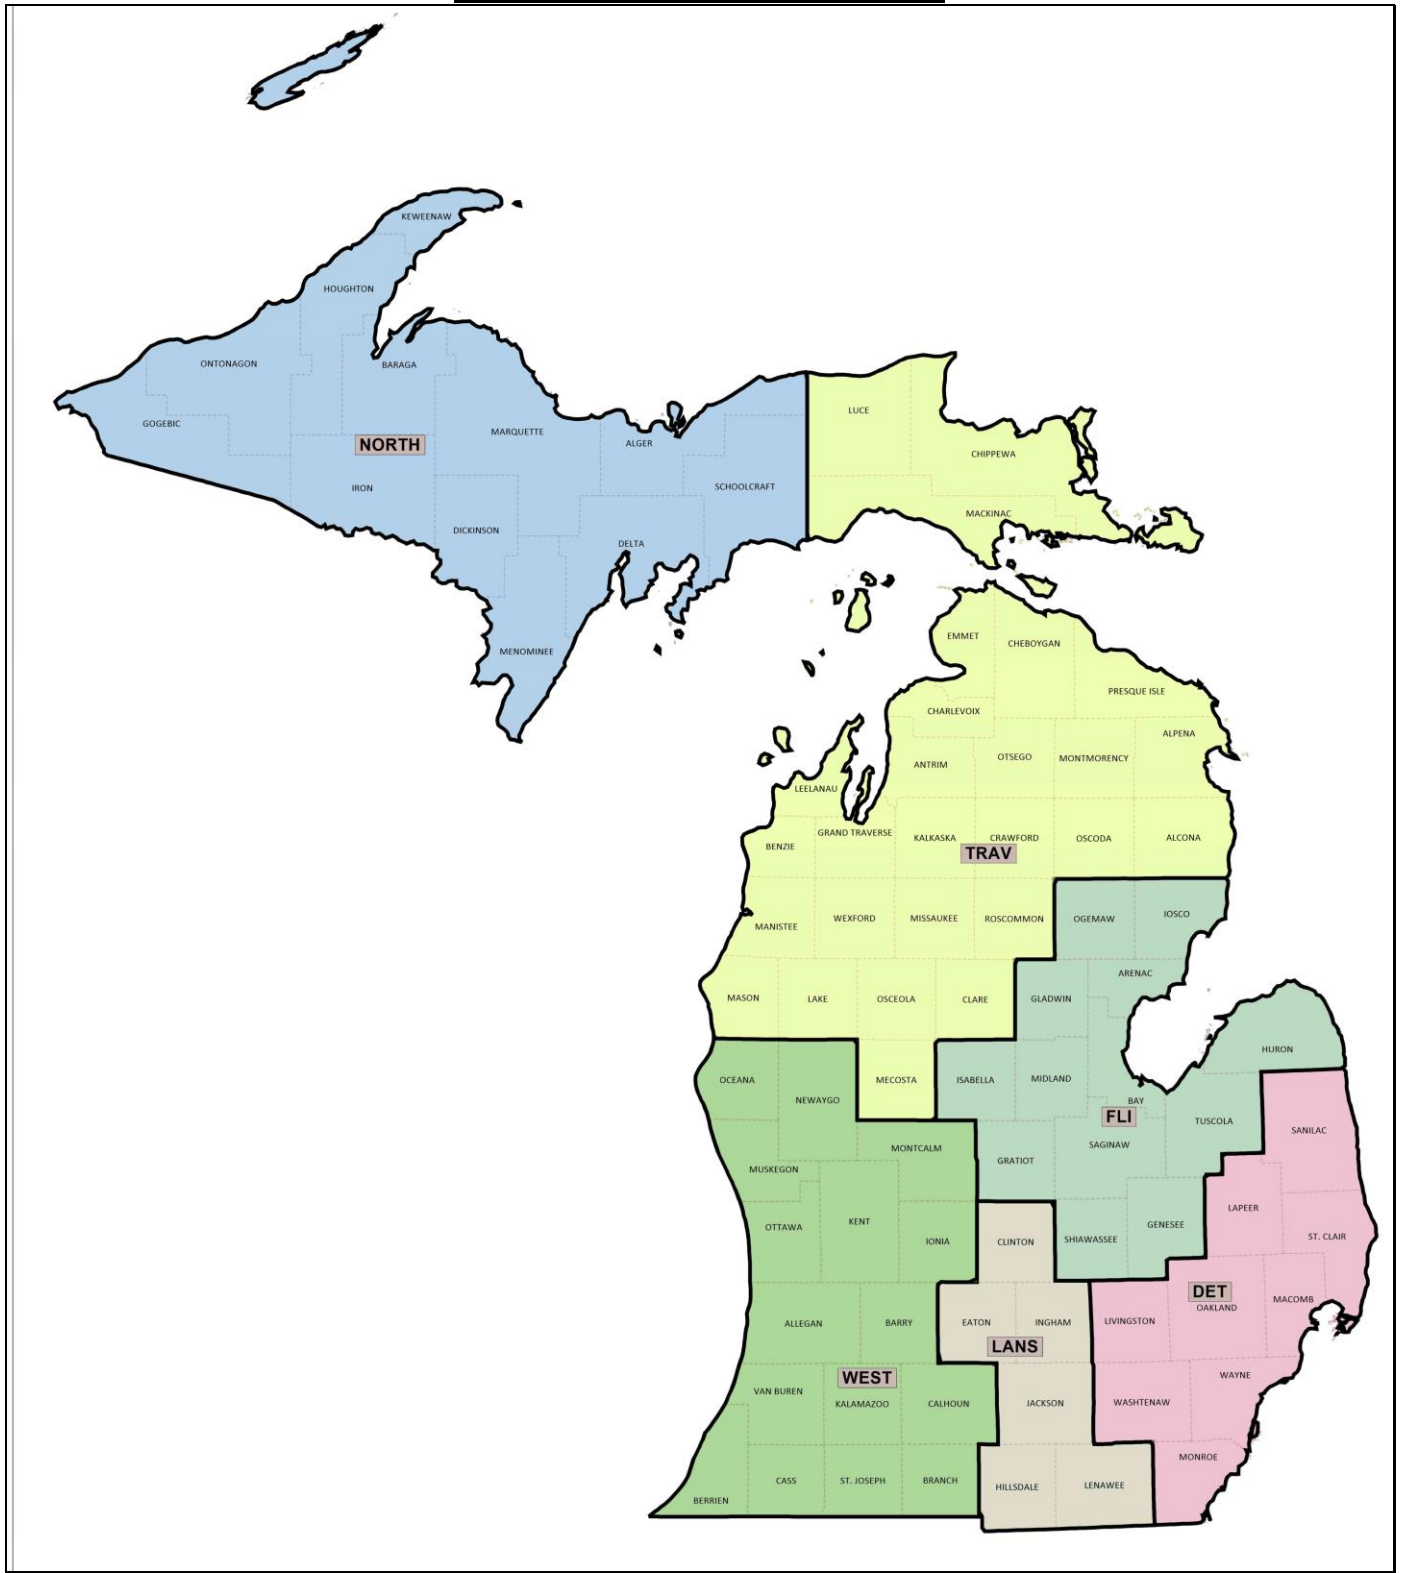 KEWEENAW
HOUGHTON
ONTONAGON
BARAGA
GOGEBIC
MARQUETTE
ALGER
NORTH
IRON
SCHOOLCRAFT
DICKINSON
DELTA
MENOMINEE
LUCE
CHIPPEWA
MACKINAC
EMMET
CHEBOYGAN
PRESQUE ISLE
CHARLEVOIX
ALPENA
ANTRIM
OTSEGO
MONTMORENCY
LEELANAU
GRAND TRAVERSE
BENZIE
KALKASKA
CRAWFORD
OSCODA
ALCONA
TRAV
MANISTEE
WEXFORD
MISSAUKEE
ROSCOMMON
OGEMAW
IOSCO
ARENAC
MASON
LAKE
OSCEOLA
CLARE
GLADWIN
HURON
OCEANA
NEWAYGO
MECOSTA
ISABELLA
MIDLAND
BAY
FLI
TUSCOLA
SANILAC
MUSKEGON
MONTCALM
GRATIOT
SAGINAW
LAPEER
OTTAWA
KENT
IONIA
CLINTON
SHIAWASSEE
GENESEE
ST. CLAIR
DET
ALLEGAN
BARRY
EATON
INGHAM
LIVINGSTON
OAKLAND
MACOMB
LANS
WEST
VAN BUREN
KALAMAZOO
CALHOUN
JACKSON
WASHTENAW
WAYNE
BERRIEN
CASS
ST. JOSEPH
BRANCH
HILLSDALE
LENAWEE
MONROE